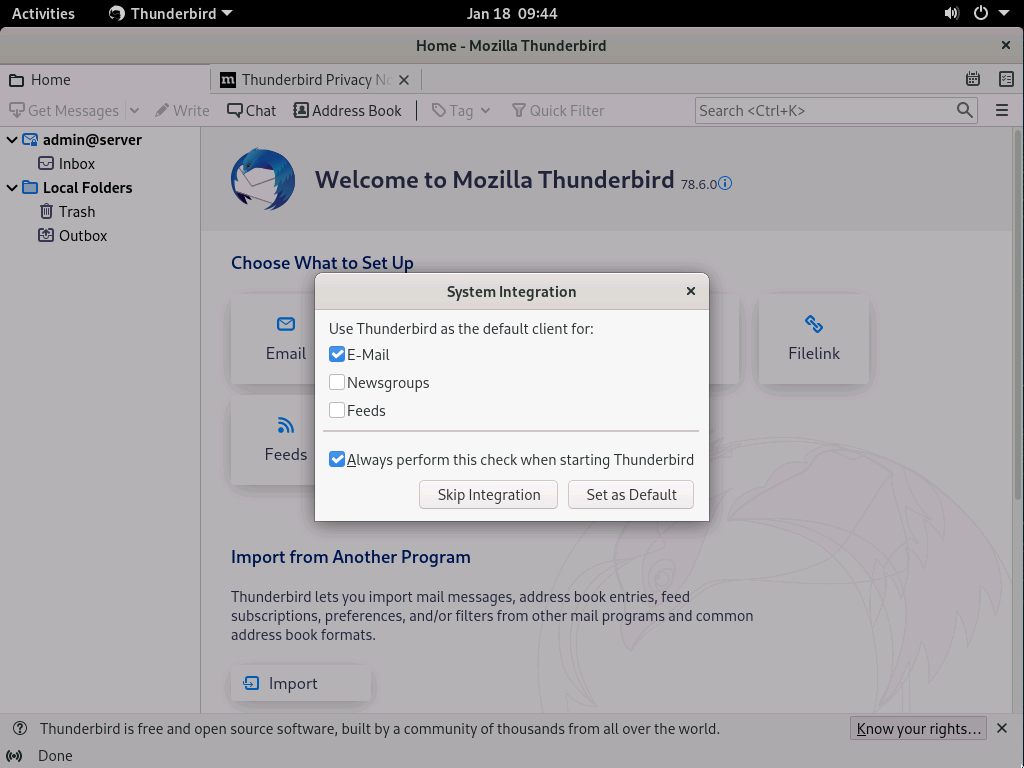 Activities Thunderbird Jan 18 09:44
Home - Mozilla Thunderbird
Home Thunderbird Privacy No
Get Messages Write Chat Address Book Tag Quick Filter Search <Ctrl+K>
admin@server
Inbox
Local Folders
Trash
Outbox
Welcome to Mozilla Thunderbird 78.6.0
Choose What to Set Up
Email
Filelink
Feeds
System Integration
Use Thunderbird as the default client for:
E-Mail
Newsgroups
Feeds
Always perform this check when starting Thunderbird
Skip Integration Set as Default
Import from Another Program
Thunderbird lets you import mail messages, address book entries, feed
subscriptions, preferences, and/or filters from other mail programs and common
address book formats.
Import
Thunderbird is free and open source software, built by a community of thousands from all over the world. Know your rights...
Done